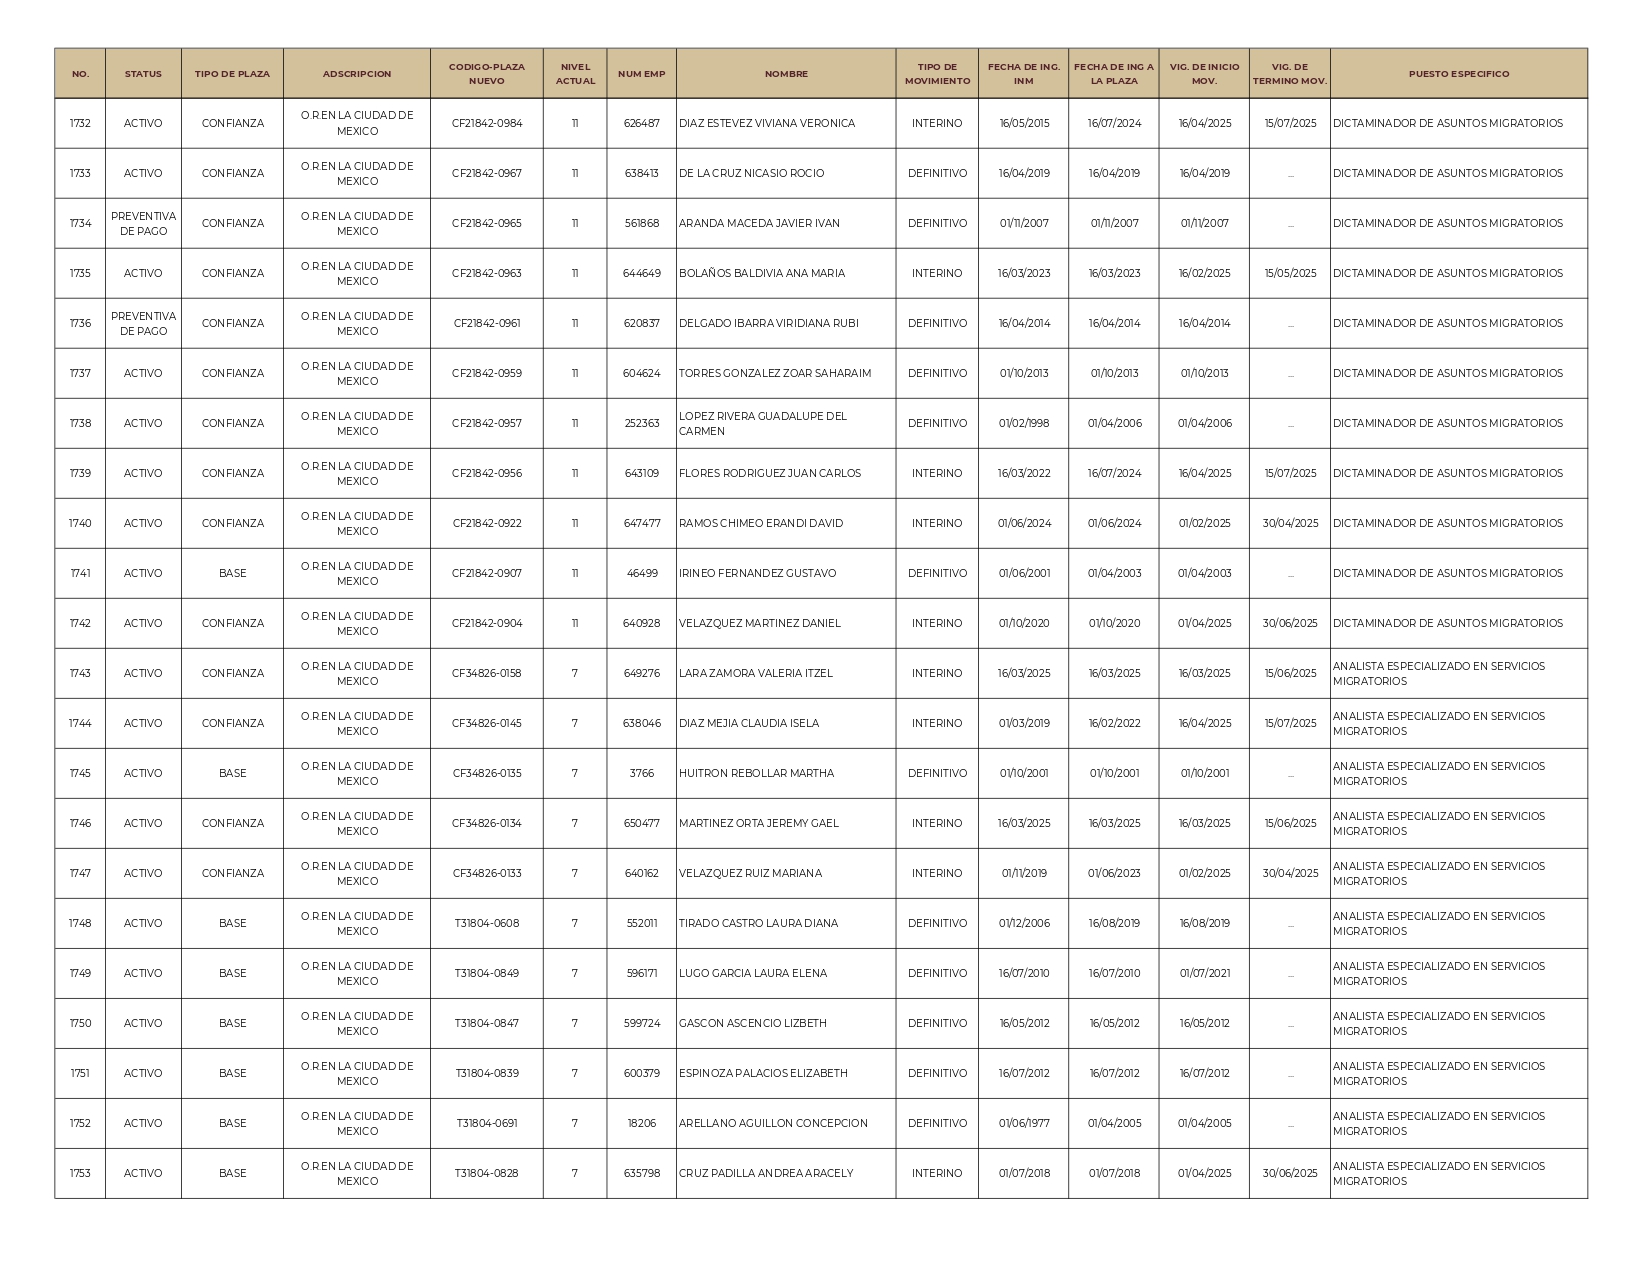 NO. STATUS TIPO DE PLAZA ADSCRIPCION CODIGO-PLAZA NUEVO NIVEL ACTUAL NUM EMP NOMBRE TIPO DE MOVIMIENTO FECHA DE ING. INM FECHA DE ING A LA PLAZA VIG. DE INICIO MOV. VIG. DE TERMINO MOV. PUESTO ESPECIFICO
1732 ACTIVO CONFIANZA O.R.EN LA CIUDAD DE MEXICO CF21842-0984 11 626487 DIAZ ESTEVEZ VIVIANA VERONICA INTERINO 16/05/2015 16/07/2024 16/04/2025 15/07/2025 DICTAMINADOR DE ASUNTOS MIGRATORIOS
1733 ACTIVO CONFIANZA O.R.EN LA CIUDAD DE MEXICO CF21842-0967 11 638413 DE LA CRUZ NICASIO ROCIO DEFINITIVO 16/04/2019 16/04/2019 16/04/2019 ... DICTAMINADOR DE ASUNTOS MIGRATORIOS
1734 PREVENTIVA DE PAGO CONFIANZA O.R.EN LA CIUDAD DE MEXICO CF21842-0965 11 561868 ARANDA MACEDA JAVIER IVAN DEFINITIVO 01/11/2007 01/11/2007 01/11/2007 ... DICTAMINADOR DE ASUNTOS MIGRATORIOS
1735 ACTIVO CONFIANZA O.R.EN LA CIUDAD DE MEXICO CF21842-0963 11 644649 BOLAÑOS BALDIVIA ANA MARIA INTERINO 16/03/2023 16/03/2023 16/02/2025 15/05/2025 DICTAMINADOR DE ASUNTOS MIGRATORIOS
1736 PREVENTIVA DE PAGO CONFIANZA O.R.EN LA CIUDAD DE MEXICO CF21842-0961 11 620837 DELGADO IBARRA VIRIDIANA RUBI DEFINITIVO 16/04/2014 16/04/2014 16/04/2014 ... DICTAMINADOR DE ASUNTOS MIGRATORIOS
1737 ACTIVO CONFIANZA O.R.EN LA CIUDAD DE MEXICO CF21842-0959 11 604624 TORRES GONZALEZ ZOAR SAHARAIM DEFINITIVO 01/10/2013 01/10/2013 01/10/2013 ... DICTAMINADOR DE ASUNTOS MIGRATORIOS
1738 ACTIVO CONFIANZA O.R.EN LA CIUDAD DE MEXICO CF21842-0957 11 252363 LOPEZ RIVERA GUADALUPE DEL CARMEN DEFINITIVO 01/02/1998 01/04/2006 01/04/2006 ... DICTAMINADOR DE ASUNTOS MIGRATORIOS
1739 ACTIVO CONFIANZA O.R.EN LA CIUDAD DE MEXICO CF21842-0956 11 643109 FLORES RODRIGUEZ JUAN CARLOS INTERINO 16/03/2022 16/07/2024 16/04/2025 15/07/2025 DICTAMINADOR DE ASUNTOS MIGRATORIOS
1740 ACTIVO CONFIANZA O.R.EN LA CIUDAD DE MEXICO CF21842-0922 11 647477 RAMOS CHIMEO ERANDI DAVID INTERINO 01/06/2024 01/06/2024 01/02/2025 30/04/2025 DICTAMINADOR DE ASUNTOS MIGRATORIOS
1741 ACTIVO BASE O.R.EN LA CIUDAD DE MEXICO CF21842-0907 11 46499 IRINEO FERNANDEZ GUSTAVO DEFINITIVO 01/06/2001 01/04/2003 01/04/2003 ... DICTAMINADOR DE ASUNTOS MIGRATORIOS
1742 ACTIVO CONFIANZA O.R.EN LA CIUDAD DE MEXICO CF21842-0904 11 640928 VELAZQUEZ MARTINEZ DANIEL INTERINO 01/10/2020 01/10/2020 01/04/2025 30/06/2025 DICTAMINADOR DE ASUNTOS MIGRATORIOS
1743 ACTIVO CONFIANZA O.R.EN LA CIUDAD DE MEXICO CF34826-0158 7 649276 LARA ZAMORA VALERIA ITZEL INTERINO 16/03/2025 16/03/2025 16/03/2025 15/06/2025 ANALISTA ESPECIALIZADO EN SERVICIOS MIGRATORIOS
1744 ACTIVO CONFIANZA O.R.EN LA CIUDAD DE MEXICO CF34826-0145 7 638046 DIAZ MEJIA CLAUDIA ISELA INTERINO 01/03/2019 16/02/2022 16/04/2025 15/07/2025 ANALISTA ESPECIALIZADO EN SERVICIOS MIGRATORIOS
1745 ACTIVO BASE O.R.EN LA CIUDAD DE MEXICO CF34826-0135 7 3766 HUITRON REBOLLAR MARTHA DEFINITIVO 01/10/2001 01/10/2001 01/10/2001 ... ANALISTA ESPECIALIZADO EN SERVICIOS MIGRATORIOS
1746 ACTIVO CONFIANZA O.R.EN LA CIUDAD DE MEXICO CF34826-0134 7 650477 MARTINEZ ORTA JEREMY GAEL INTERINO 16/03/2025 16/03/2025 16/03/2025 15/06/2025 ANALISTA ESPECIALIZADO EN SERVICIOS MIGRATORIOS
1747 ACTIVO CONFIANZA O.R.EN LA CIUDAD DE MEXICO CF34826-0133 7 640162 VELAZQUEZ RUIZ MARIANA INTERINO 01/11/2019 01/06/2023 01/02/2025 30/04/2025 ANALISTA ESPECIALIZADO EN SERVICIOS MIGRATORIOS
1748 ACTIVO BASE O.R.EN LA CIUDAD DE MEXICO T31804-0608 7 552011 TIRADO CASTRO LAURA DIANA DEFINITIVO 01/12/2006 16/08/2019 16/08/2019 ... ANALISTA ESPECIALIZADO EN SERVICIOS MIGRATORIOS
1749 ACTIVO BASE O.R.EN LA CIUDAD DE MEXICO T31804-0849 7 596171 LUGO GARCIA LAURA ELENA DEFINITIVO 16/07/2010 16/07/2010 01/07/2021 ... ANALISTA ESPECIALIZADO EN SERVICIOS MIGRATORIOS
1750 ACTIVO BASE O.R.EN LA CIUDAD DE MEXICO T31804-0847 7 599724 GASCON ASCENCIO LIZBETH DEFINITIVO 16/05/2012 16/05/2012 16/05/2012 ... ANALISTA ESPECIALIZADO EN SERVICIOS MIGRATORIOS
1751 ACTIVO BASE O.R.EN LA CIUDAD DE MEXICO T31804-0839 7 600379 ESPINOZA PALACIOS ELIZABETH DEFINITIVO 16/07/2012 16/07/2012 16/07/2012 ... ANALISTA ESPECIALIZADO EN SERVICIOS MIGRATORIOS
1752 ACTIVO BASE O.R.EN LA CIUDAD DE MEXICO T31804-0691 7 18206 ARELLANO AGUILLON CONCEPCION DEFINITIVO 01/06/1977 01/04/2005 01/04/2005 ... ANALISTA ESPECIALIZADO EN SERVICIOS MIGRATORIOS
1753 ACTIVO BASE O.R.EN LA CIUDAD DE MEXICO T31804-0828 7 635798 CRUZ PADILLA ANDREA ARACELY INTERINO 01/07/2018 01/07/2018 01/04/2025 30/06/2025 ANALISTA ESPECIALIZADO EN SERVICIOS MIGRATORIOS